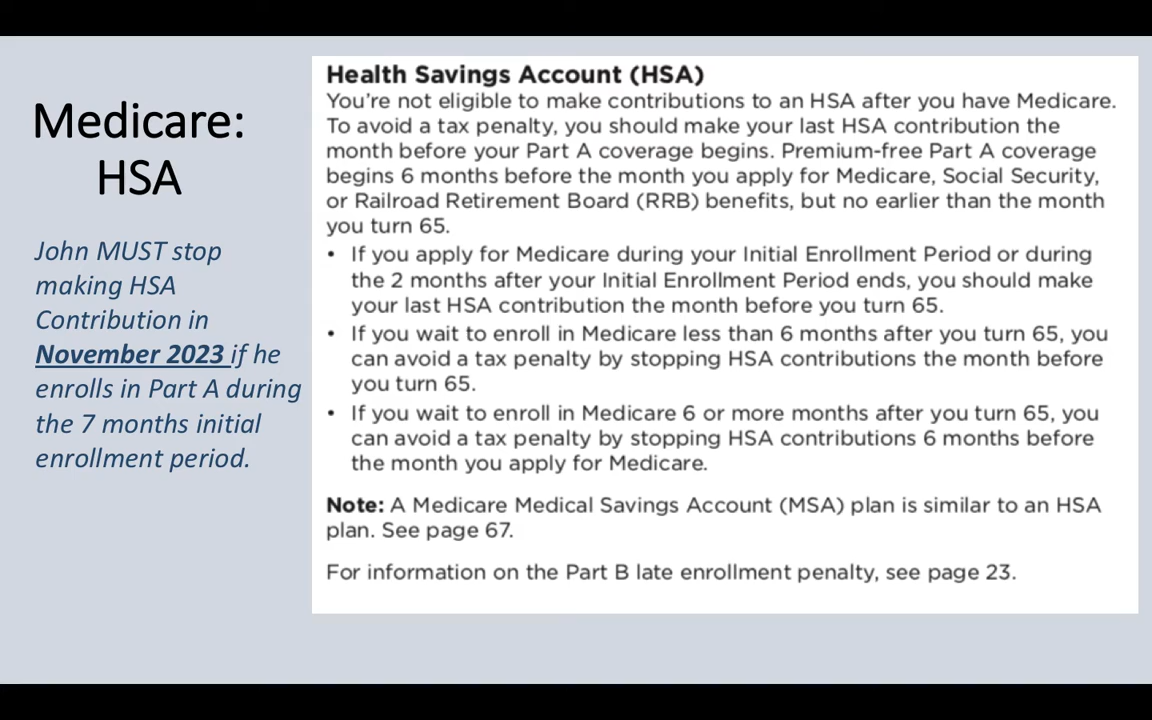 Medicare:
HSA
John MUST stop
making HSA
Contribution in
November 2023 if he
enrolls in Part A during
the 7 months initial
enrollment period.
Health Savings Account (HSA)
You’re not eligible to make contributions to an HSA after you have Medicare.
To avoid a tax penalty, you should make your last HSA contribution the
month before your Part A coverage begins. Premium-free Part A coverage
begins 6 months before the month you apply for Medicare, Social Security,
or Railroad Retirement Board (RRB) benefits, but no earlier than the month
you turn 65.
• If you apply for Medicare during your Initial Enrollment Period or during
the 2 months after your Initial Enrollment Period ends, you should make
your last HSA contribution the month before you turn 65.
• If you wait to enroll in Medicare less than 6 months after you turn 65, you
can avoid a tax penalty by stopping HSA contributions the month before
you turn 65.
• If you wait to enroll in Medicare 6 or more months after you turn 65, you
can avoid a tax penalty by stopping HSA contributions 6 months before
the month you apply for Medicare.
Note: A Medicare Medical Savings Account (MSA) plan is similar to an HSA
plan. See page 67.
For information on the Part B late enrollment penalty, see page 23.